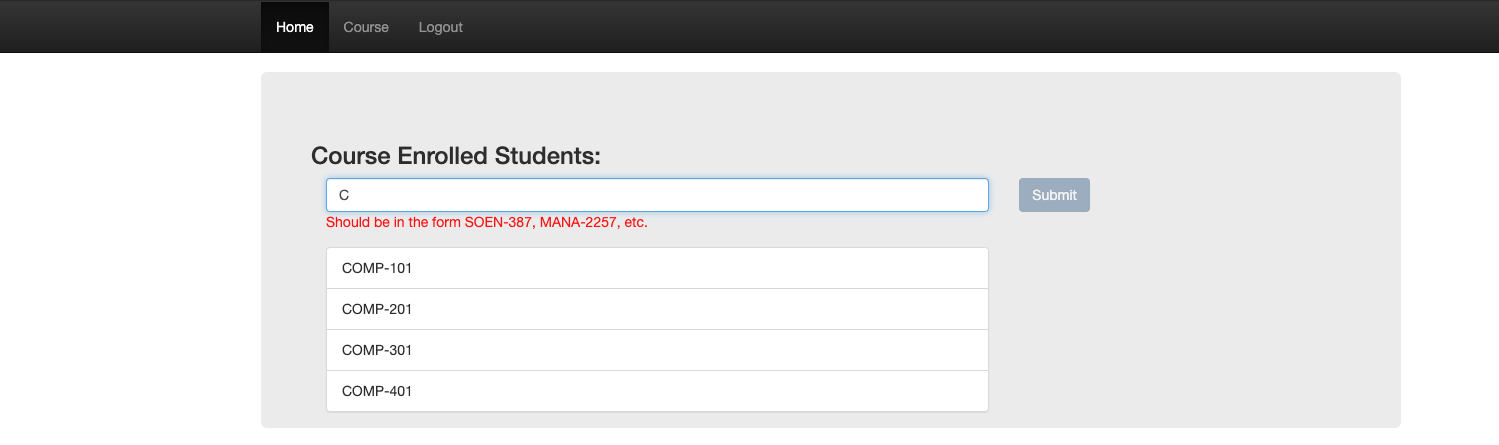 Home Course Logout
Course Enrolled Students:
C
Submit
Should be in the form SOEN-387, MANA-2257, etc.
COMP-101
COMP-201
COMP-301
COMP-401